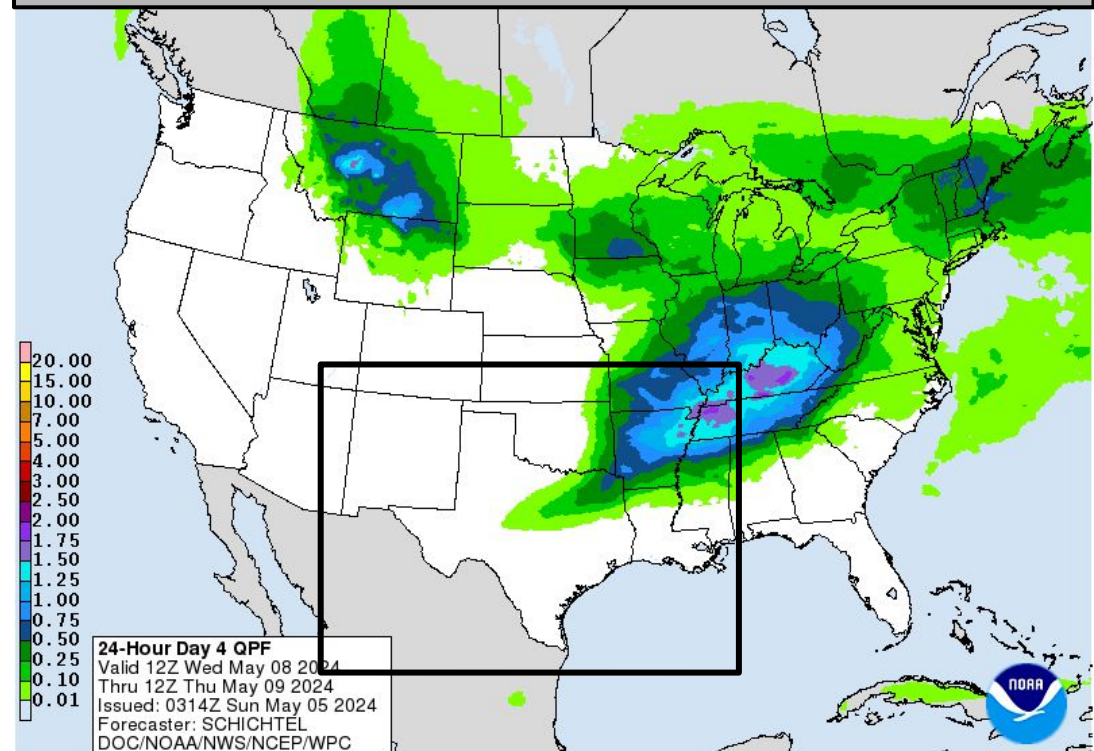 20.00
15.00
10.00
7.00
5.00
4.00
3.00
2.50
2.00
1.75
1.50
1.25
1.00
0.75
0.50
0.25
0.10
0.01
24-Hour Day 4 QPF
Valid 12Z Wed May 08 2024
Thru 12Z Thu May 09 2024
Issued: 0314Z Sun May 05 2024
Forecaster: SCHICHTEL
DOC/NOAA/NWS/NCEP/WPC
NOAA